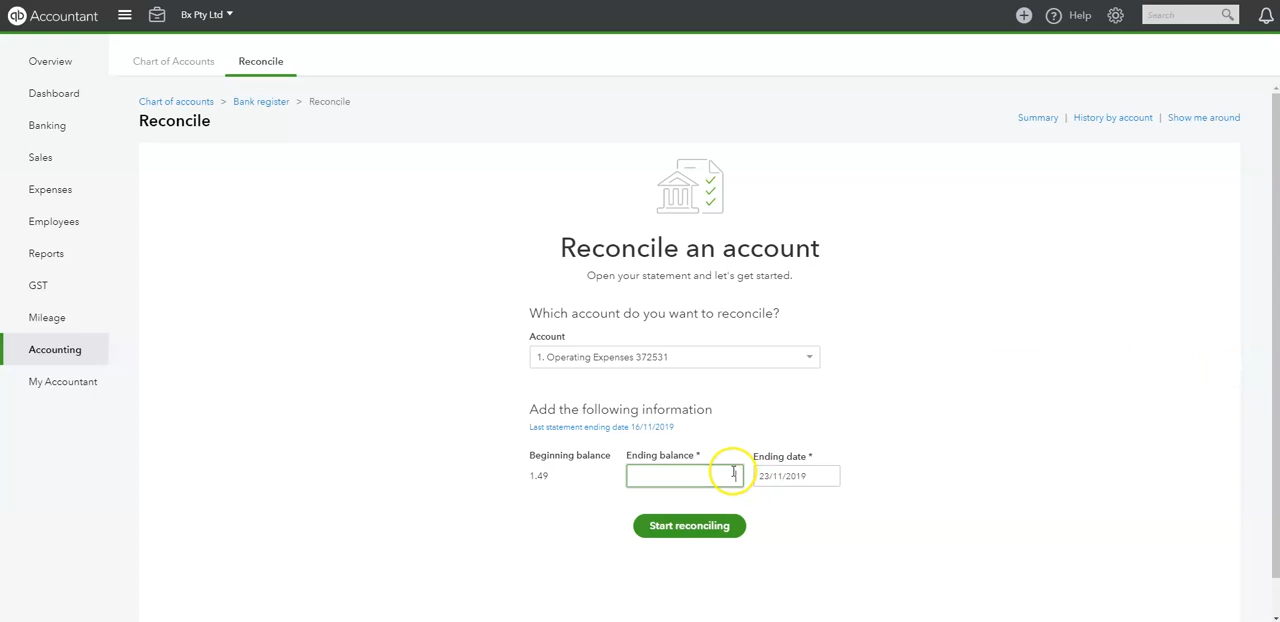 qb Accountant Bx Pty Ltd Help Search
Overview
Dashboard
Banking
Sales
Expenses
Employees
Reports
GST
Mileage
Accounting
My Accountant
Chart of Accounts Reconcile
Chart of accounts > Bank register > Reconcile
Reconcile
Summary | History by account | Show me around
Reconcile an account
Open your statement and let's get started.
Which account do you want to reconcile?
Account
1. Operating Expenses 372531
Add the following information
Last statement ending date 16/11/2019
Beginning balance Ending balance * Ending date *
1.49 23/11/2019
Start reconciling